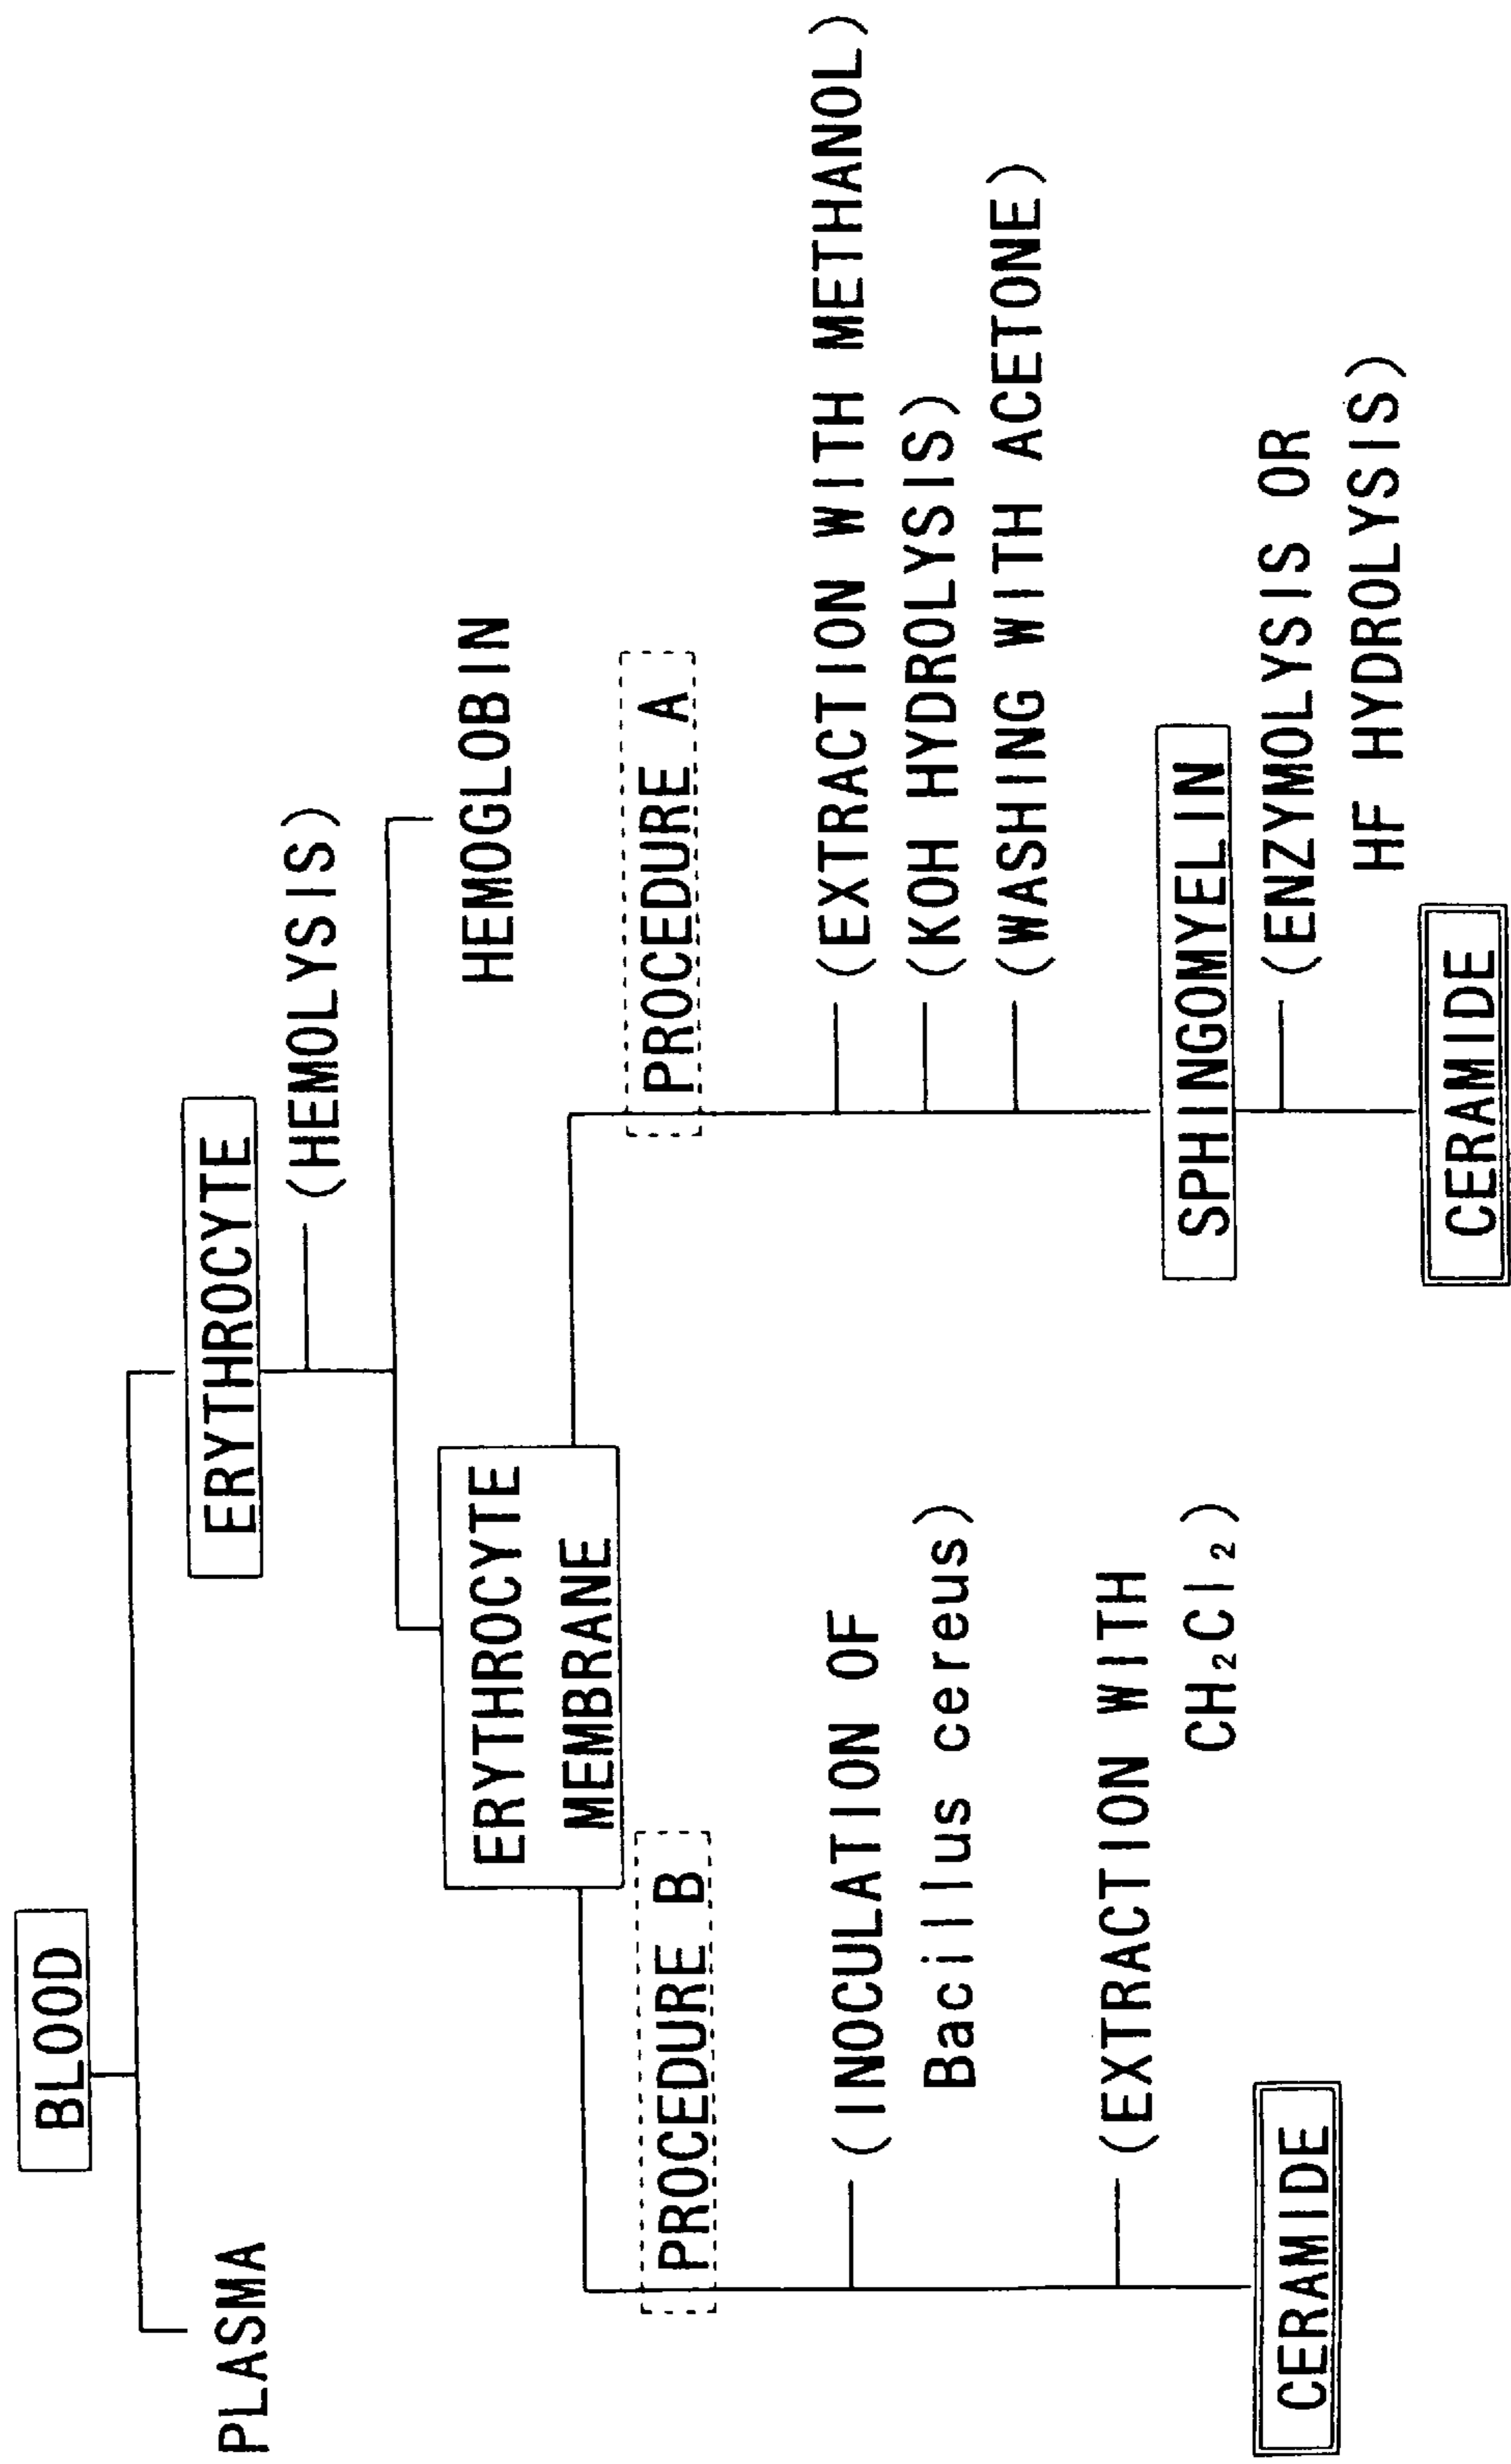 BLOOD
PLASMA
ERYTHROCYTE
(HEMOLYSIS)
ERYTHROCYTE
MEMBRANE
HEMOGLOBIN
PROCEDURE B
(INOCULATION OF
Bacillus cereus)
(EXTRACTION WITH
CH₂Cl₂)
CERAMIDE
PROCEDURE A
(EXTRACTION WITH METHANOL)
(KOH HYDROLYSIS)
(WASHING WITH ACETONE)
SPHINGOMYELIN
(ENZYMOLYSIS OR
HF HYDROLYSIS)
CERAMIDE